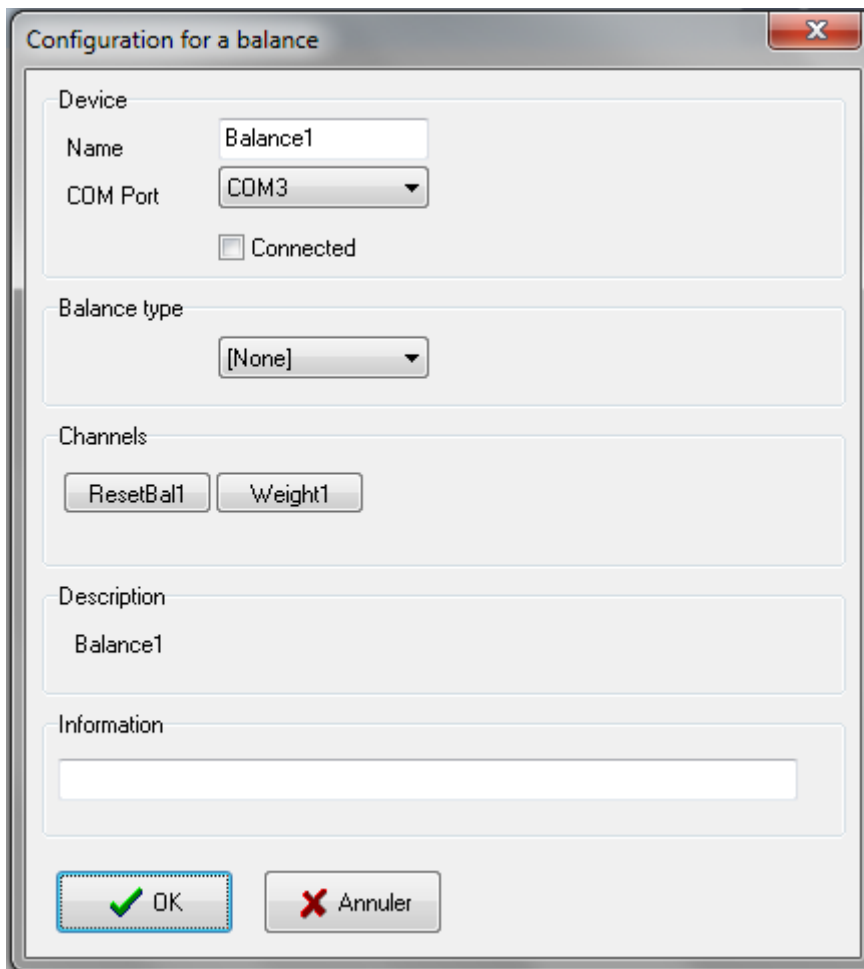 Configuration for a balance
Device
Name
Balance1
COM Port
COM3
Connected
Balance type
[None]
Channels
ResetBal1 Weight1
Description
Balance1
Information
OK Annuler